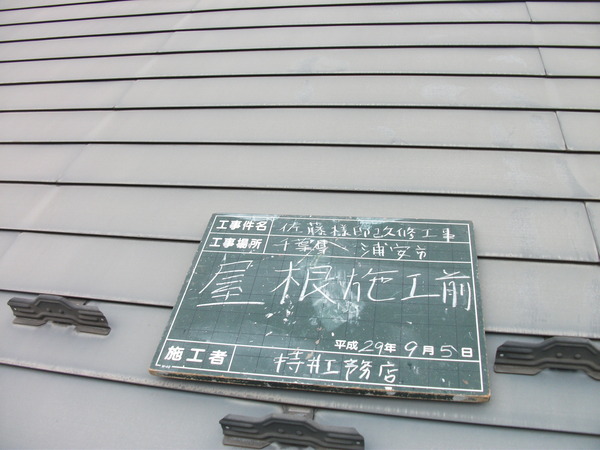 工事件名 佐藤様邸改修工事
工事場所 千葉県 浦安市
屋根施工前
平成29年9月5日
施工者 特井工務店